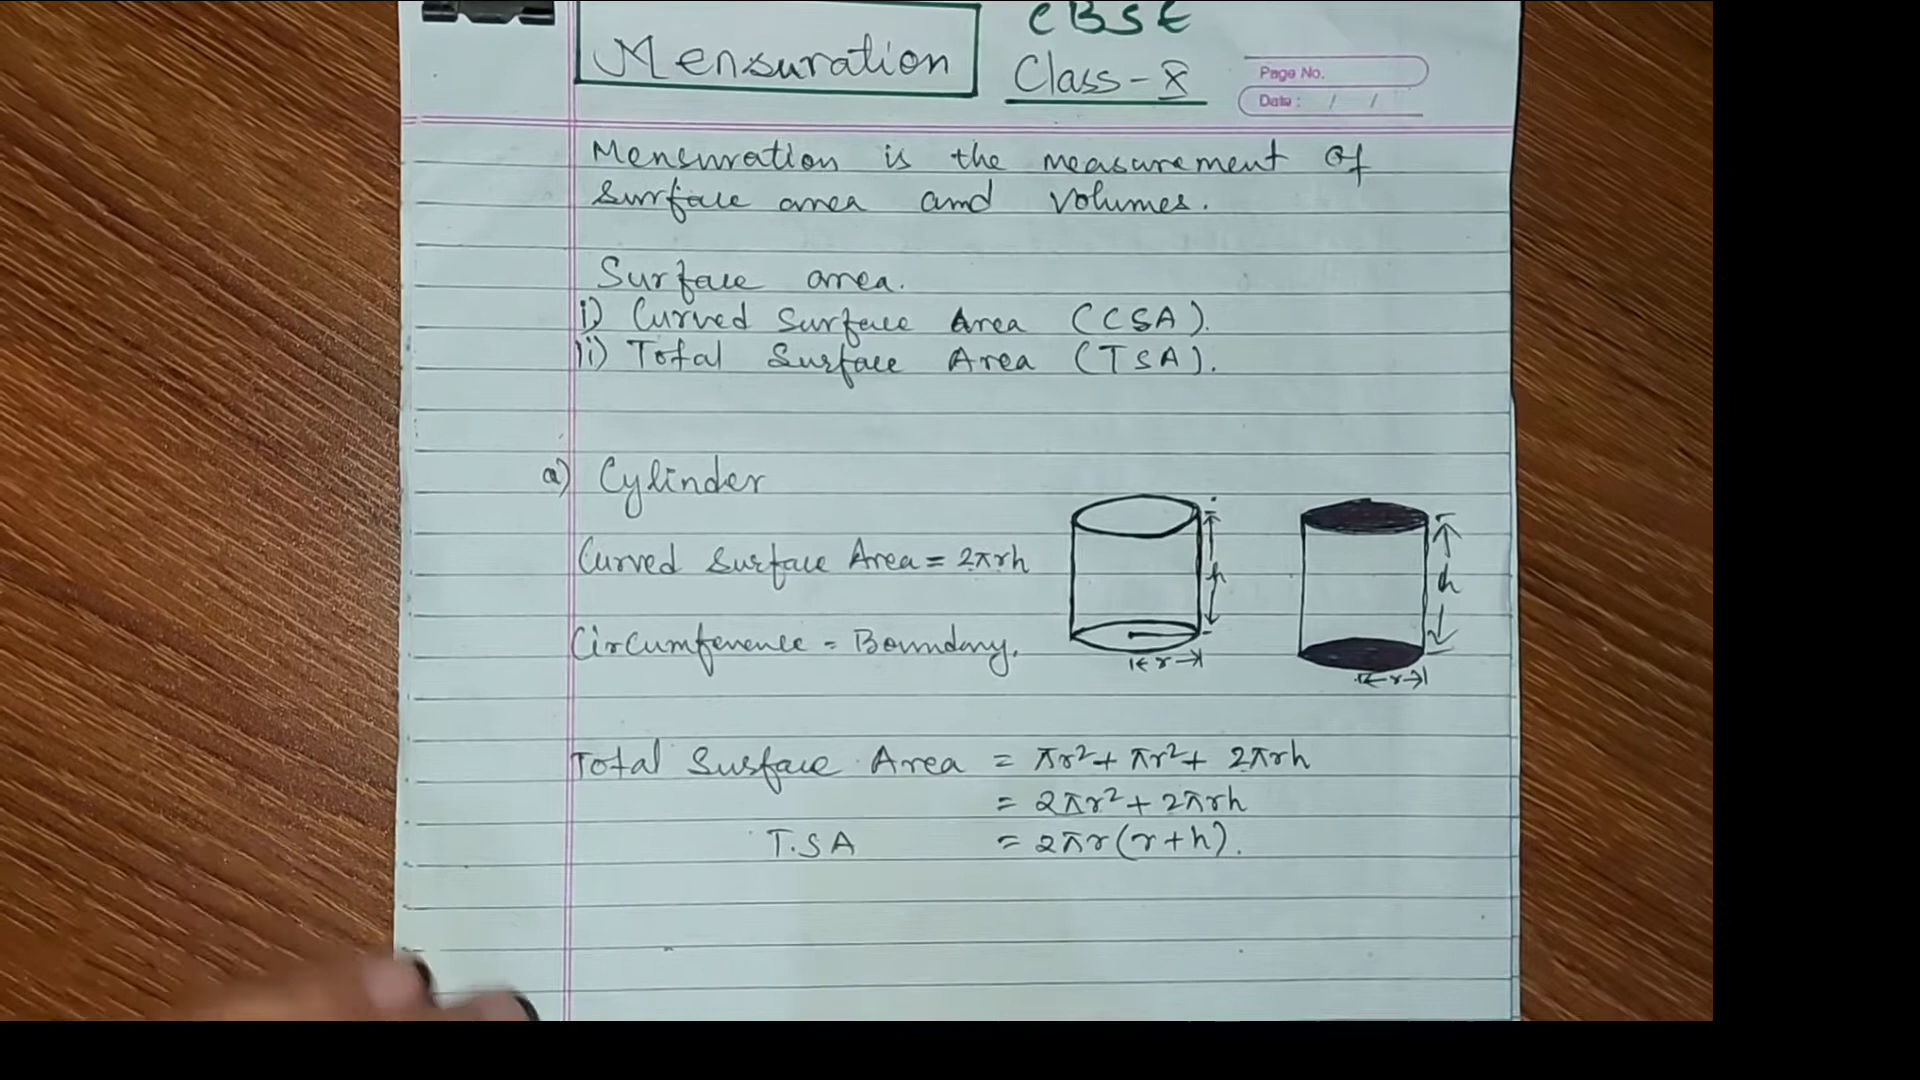 CBSE
Mensuration
Class-X
Page No.
Date : / /
Mensuration is the measurement of
surface area and volumes.
Surface area.
i) Curved Surface Area (CSA).
ii) Total Surface Area (TSA).
a) Cylinder
Curved Surface Area = 2πrh
h
h
Circumference = Boundary.
r
r
Total Surface Area = πr²+ πr²+ 2πrh
= 2πr²+ 2πrh
T.S.A = 2πr(r+h).